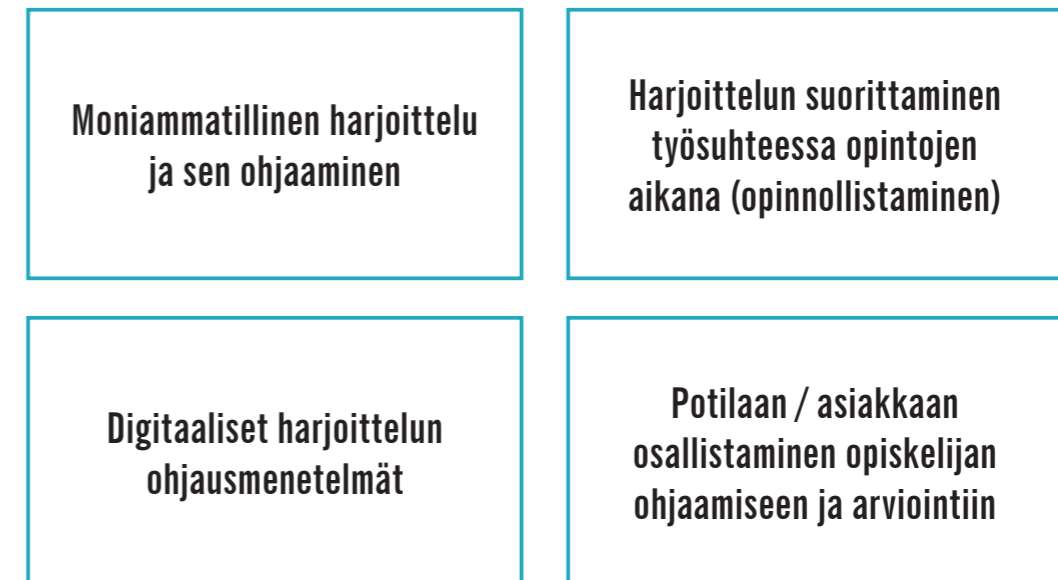 Moniammatillinen harjoittelu
ja sen ohjaaminen
Harjoittelun suorittaminen
työsuhteessa opintojen
aikana (opinnollistaminen)
Digitaaliset harjoittelun
ohjausmenetelmät
Potilaan / asiakkaan
osallistaminen opiskelijan
ohjaamiseen ja arviointiin